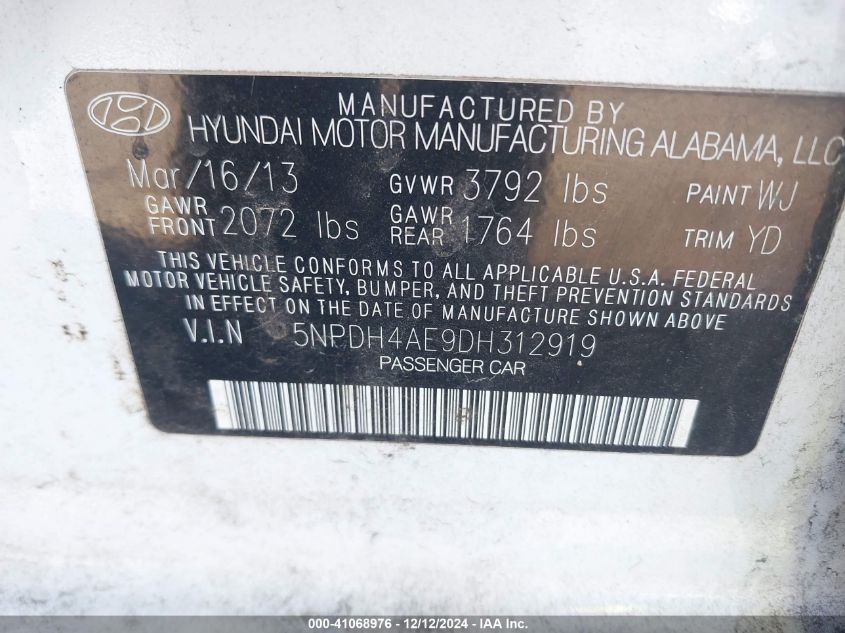 MANUFACTURED BY
HYUNDAI MOTOR MANUFACTURING ALABAMA, LLC
Mar/16/13 GVWR 3792 lbs PAINT WJ
GAWR FRONT 2072 lbs GAWR REAR 1764 lbs TRIM YD
THIS VEHICLE CONFORMS TO ALL APPLICABLE U.S.A. FEDERAL
MOTOR VEHICLE SAFETY, BUMPER, AND THEFT PREVENTION STANDARDS
IN EFFECT ON THE DATE OF MANUFACTURE SHOWN ABOVE
V.I.N 5NPDH4AE9DH312919
PASSENGER CAR
000-41068976 - 12/12/2024 - IAA Inc.